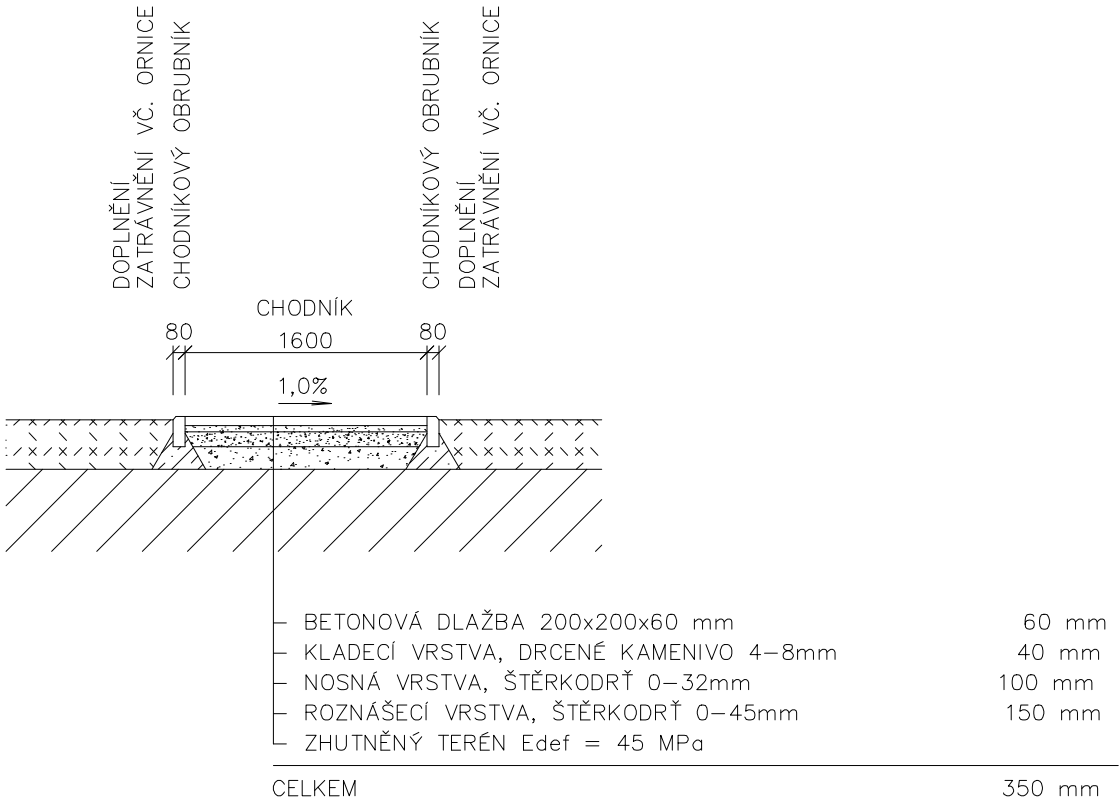 DOPLNĚNÍ
ZATRÁVNĚNÍ VČ. ORNICE
CHODNÍKOVÝ OBRUBNÍK
CHODNÍKOVÝ OBRUBNÍK
DOPLNĚNÍ
ZATRÁVNĚNÍ VČ. ORNICE
CHODNÍK
80 1600 80
1,0%
BETONOVÁ DLAŽBA 200x200x60 mm 60 mm
KLADECÍ VRSTVA, DRCENÉ KAMENIVO 4-8mm 40 mm
NOSNÁ VRSTVA, ŠTĚRKODRŤ 0-32mm 100 mm
ROZNÁŠECÍ VRSTVA, ŠTĚRKODRŤ 0-45mm 150 mm
ZHUTNĚNÝ TERÉN Edef = 45 MPa
CELKEM 350 mm